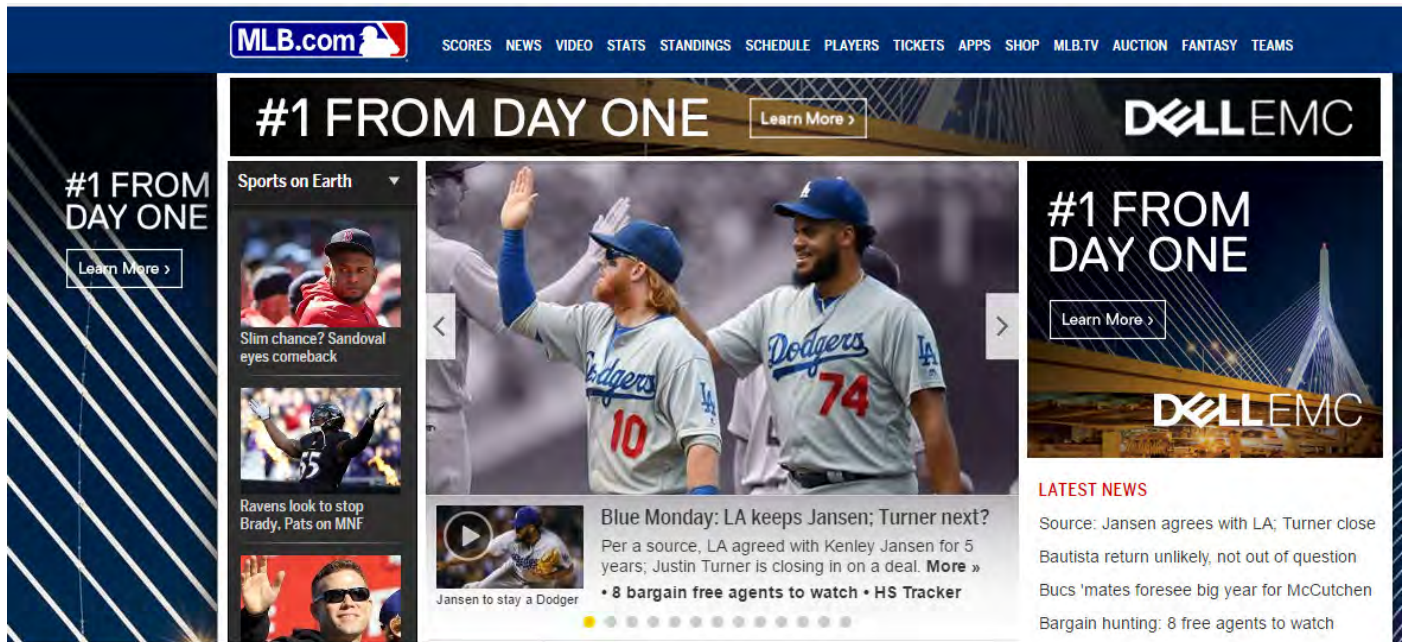 MLB.com
SCORES NEWS VIDEO STATS STANDINGS SCHEDULE PLAYERS TICKETS APPS SHOP MLB.TV AUCTION FANTASY TEAMS
#1 FROM DAY ONE
Learn More ›
DELLEMC
#1 FROM
DAY ONE
Learn More ›
Sports on Earth
Slim chance? Sandoval
eyes comeback
55
Ravens look to stop
Brady, Pats on MNF
LA
Dodgers
10
LA
LA
Dodgers
74
LA
Blue Monday: LA keeps Jansen; Turner next?
Per a source, LA agreed with Kenley Jansen for 5
years; Justin Turner is closing in on a deal. More »
• 8 bargain free agents to watch • HS Tracker
Jansen to stay a Dodger
#1 FROM
DAY ONE
Learn More ›
DELLEMC
LATEST NEWS
Source: Jansen agrees with LA; Turner close
Bautista return unlikely, not out of question
Bucs 'mates foresee big year for McCutchen
Bargain hunting: 8 free agents to watch